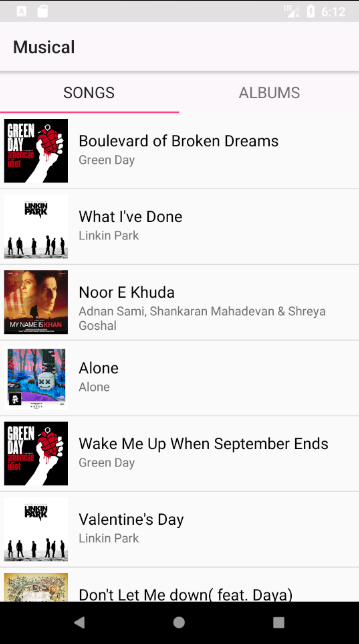 6:12
Musical
SONGS
ALBUMS
GREEN
DAY
american
idiot
Boulevard of Broken Dreams
Green Day
LINKIN
PARK
What I've Done
Linkin Park
MY NAME IS KHAN
Noor E Khuda
Adnan Sami, Shankaran Mahadevan & Shreya
Goshal
Alone
Alone
GREEN
DAY
american
idiot
Wake Me Up When September Ends
Green Day
LINKIN
PARK
Valentine's Day
Linkin Park
Don't Let Me down( feat. Daya)